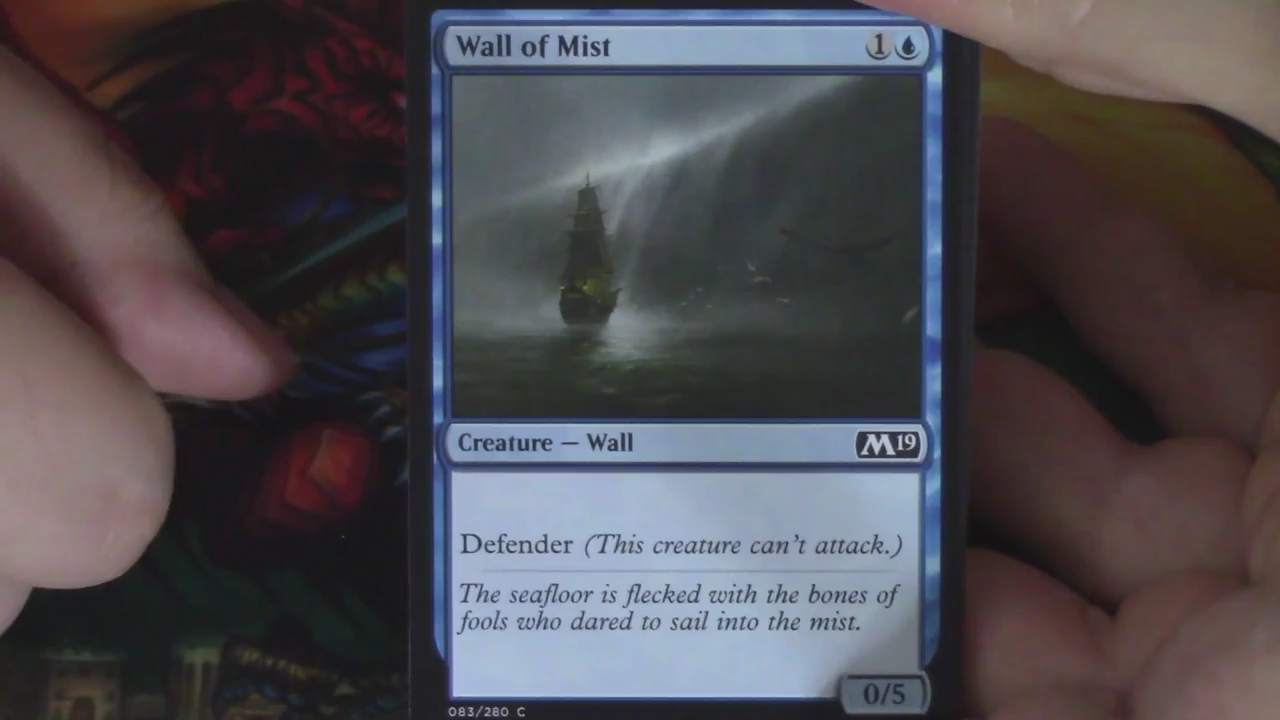 Wall of Mist 1
Creature — Wall M19
Defender (This creature can't attack.)
The seafloor is flecked with the bones of
fools who dared to sail into the mist.
0/5
083/280 C